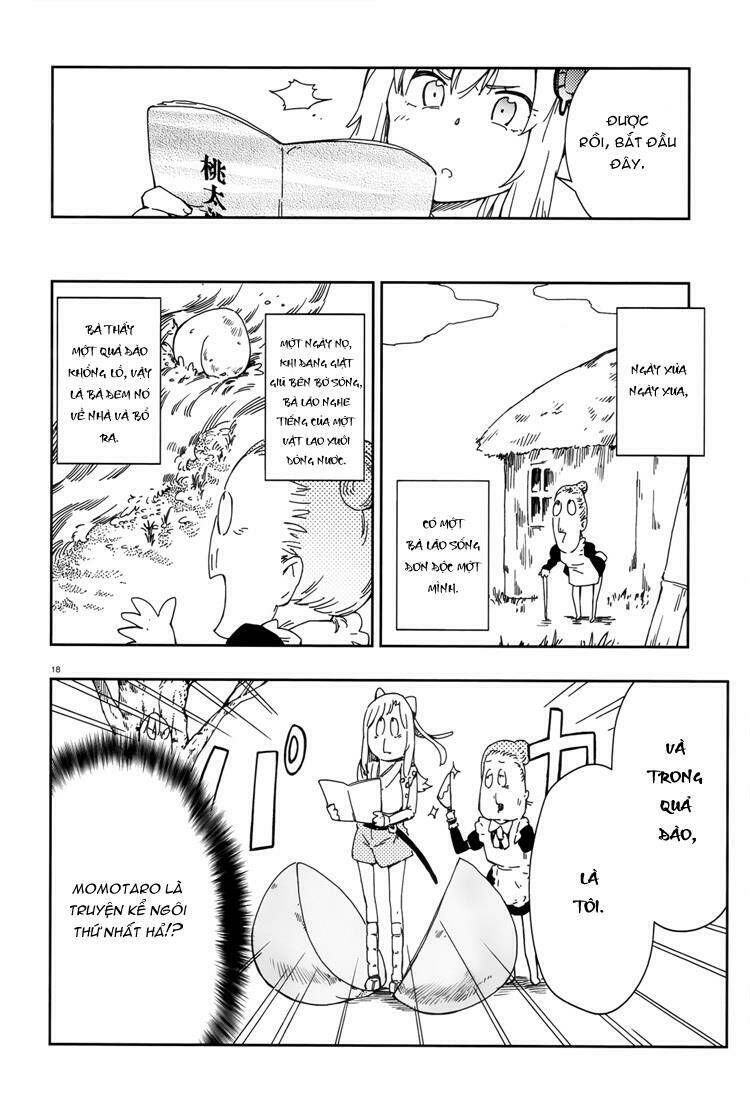 ĐƯỢC
RỒI, BẮT ĐẦU
ĐÂY.
桃太郎
NGÀY XỬA
NGÀY XƯA,
CÓ MỘT
BÀ LÃO SỐNG
ĐƠN ĐỘC MỘT
MÌNH.
MỘT NGÀY NỌ,
KHI ĐANG GIẶT
GIŨ BÊN BỜ SÔNG,
BÀ LÃO NGHE
TIẾNG CỦA MỘT
VẬT LAO XUÔI
DÒNG NƯỚC.
BÀ THẤY
MỘT QUẢ ĐÀO
KHỔNG LỒ, VẬY
LÀ BÀ ĐEM NÓ
VỀ NHÀ VÀ BỔ
RA.
18
VÀ
TRONG
QUẢ
ĐÀO,
LÀ
TÔI.
パカ
MOMOTARO LÀ
TRUYỆN KỂ NGÔI
THỨ NHẤT HẢ!?